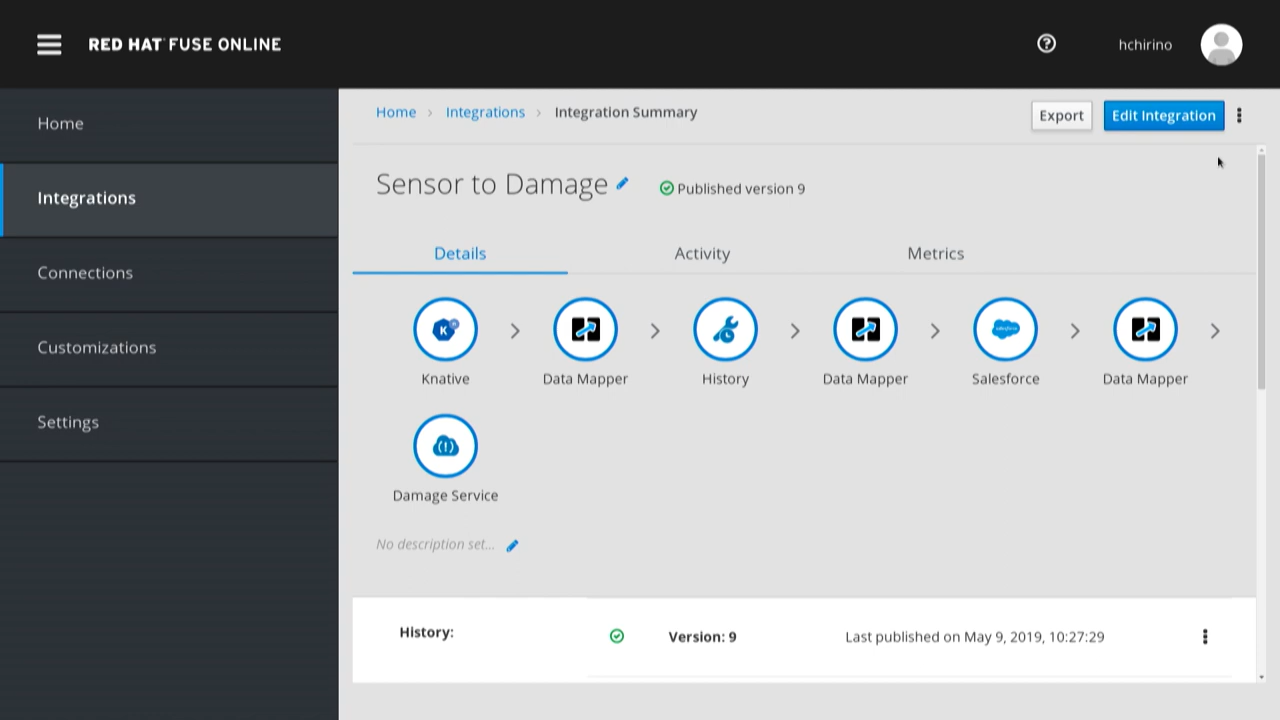 RED HAT FUSE ONLINE
hchirino
Home
Integrations
Connections
Customizations
Settings
Home > Integrations > Integration Summary
Export
Edit Integration
Sensor to Damage
Published version 9
Details
Activity
Metrics
K
Knative
Data Mapper
History
Data Mapper
salesforce
Salesforce
Data Mapper
Damage Service
No description set...
History:
Version: 9
Last published on May 9, 2019, 10:27:29